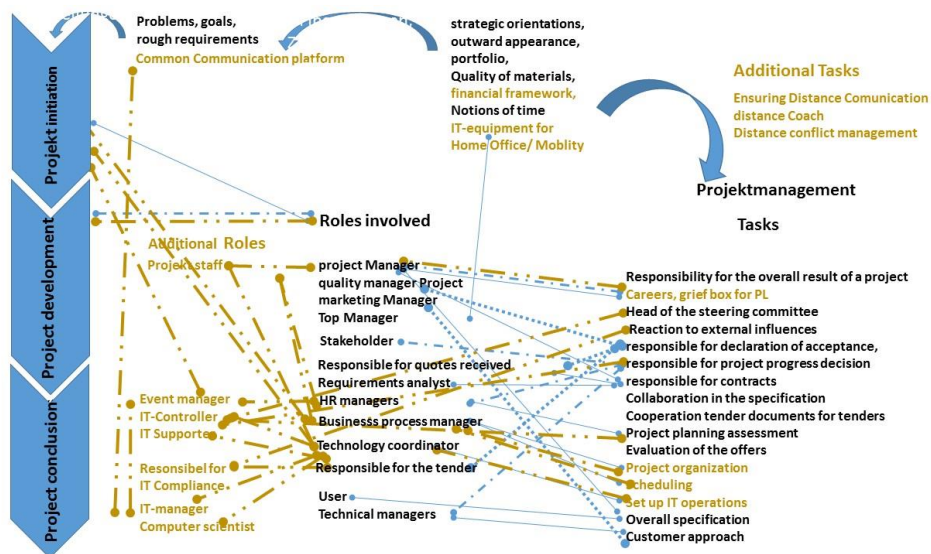 Problems, goals,
rough requirements
Common Communication platform
strategic orientations,
outward appearance,
portfolio,
Quality of materials,
financial framework,
Notions of time
IT-equipment for
Home Office/ Moblity
Additional Tasks
Ensuring Distance Comunication
distance Coach
Distance conflict management
Projektmanagement
Tasks
Projekt initiation
Project development
Project conclusion
Roles involved
Additional Roles
Projekt staff
project Manager
quality manager Project
marketing Manager
Top Manager
Stakeholder
Responsible for quotes received
Requirements analyst
HR managers
Businesss process manager
Technology coordinator
Responsible for the tender
User
Technical managers
Event manager
IT-Controller
IT Supporte
Resonsibel for
IT Compliance
IT-manager
Computer scientist
Responsibility for the overall result of a project
Careers, grief box for PL
Head of the steering committee
Reaction to external influences
responsible for declaration of acceptance,
responsible for project progress decision
responsible for contracts
Collaboration in the specification
Cooperation tender documents for tenders
Project planning assessment
Evaluation of the offers
Project organization
Scheduling
Set up IT operations
Overall specification
Customer approach